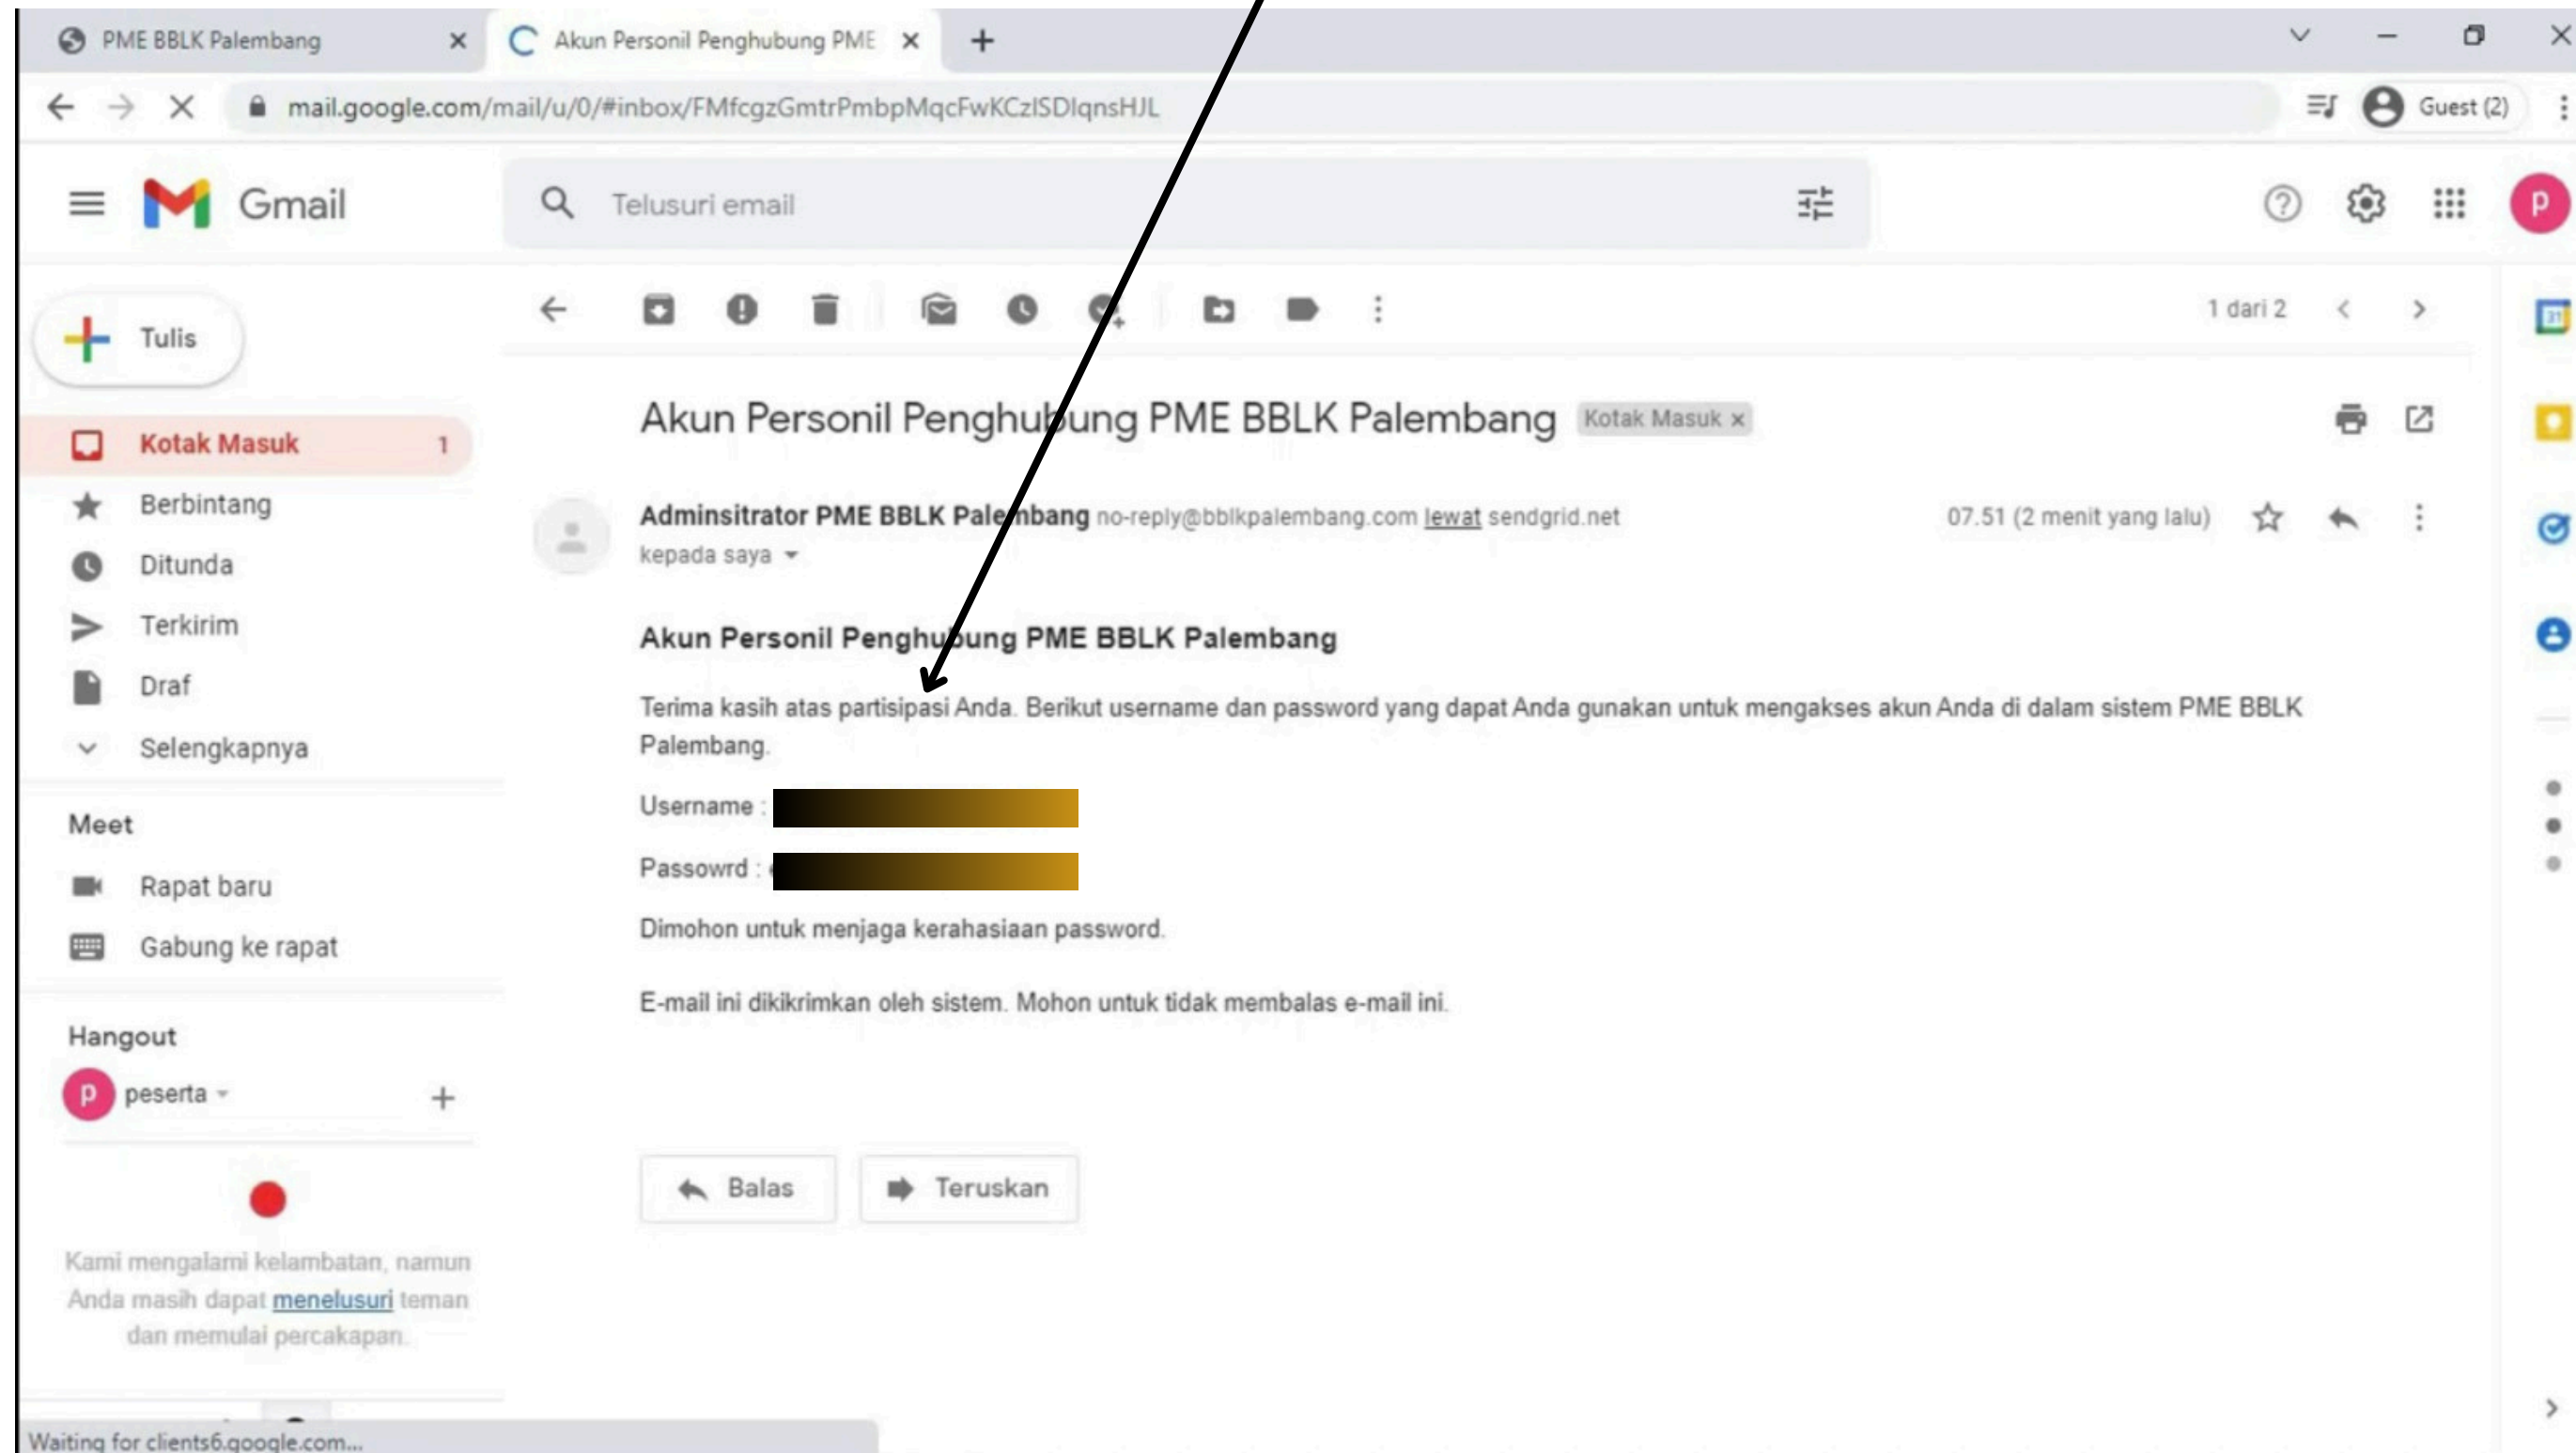 PME BBLK Palembang
Akun Personil Penghubung PME
mail.google.com/mail/u/0/#inbox/
Guest (2)
Gmail
Telusuri email
P
Tulis
1 dari 2
31
Akun Personil Penghubung PME BBLK Palembang Kotak Masuk x
Kotak Masuk 1
Berbintang
Ditunda
Terkirim
Draf
Selengkapnya
Adminsitrator PME BBLK Palembang no-reply@bblkpalembang.com lewat sendgrid.net
07.51 (2 menit yang lalu)
kepada saya
Akun Personil Penghubung PME BBLK Palembang
Terima kasih atas partisipasi Anda. Berikut username dan password yang dapat Anda gunakan untuk mengakses akun Anda di dalam sistem PME BBLK
Palembang.
Username :
Passowrd :
Dimohon untuk menjaga kerahasiaan password.
E-mail ini dikikrimkan oleh sistem. Mohon untuk tidak membalas e-mail ini.
Balas
Teruskan
Meet
Rapat baru
Gabung ke rapat
Hangout
P
peserta
Kami mengalami kelambatan, namun
Anda masih dapat menelusuri teman
dan memulai percakapan.
Waiting for clients6.google.com...